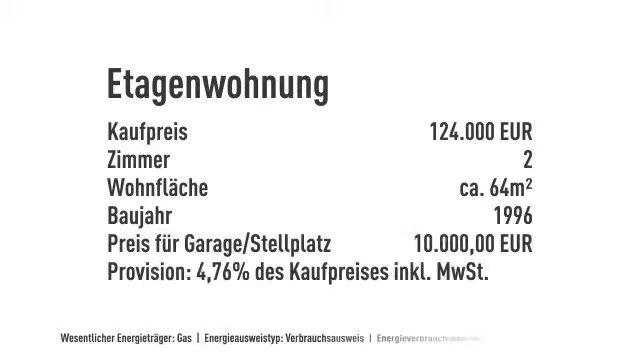 Etagenwohnung
Kaufpreis 124.000 EUR
Zimmer 2
Wohnfläche ca. 64m²
Baujahr 1996
Preis für Garage/Stellplatz 10.000,00 EUR
Provision: 4,76% des Kaufpreises inkl. MwSt.
Wesentlicher Energieträger: Gas | Energieausweistyp: Verbrauchsausweis |